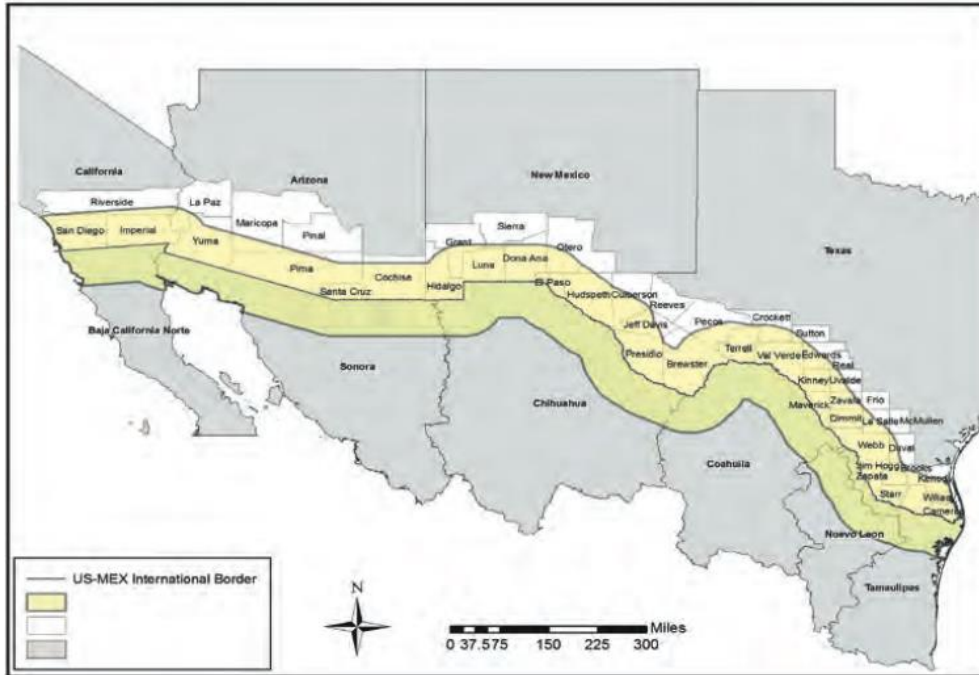 California
Arizona
New Mexico
Texas
Riverside
La Paz
Maricopa
Pinal
Sierra
Grant
Otero
San Diego
Imperial
Yuma
Pima
Cochise
Santa Cruz
Hidalgo
Luna
Dona Ana
El Paso
Hudspeth
Culberson
Reeves
Jeff Davis
Pecos
Crockett
Sutton
Presidio
Brewster
Terrell
Val Verde
Edwards
Real
Kinney
Uvalde
Maverick
Zavala
Frio
Dimmit
La Salle
McMullen
Webb
Duval
Jim Hogg
Brooks
Zapata
Kenedy
Starr
Willacy
Cameron
Baja California Norte
Sonora
Chihuahua
Coahuila
Nuevo Leon
Tamaulipas
US-MEX International Border
N
Miles
0 37.575 150 225 300